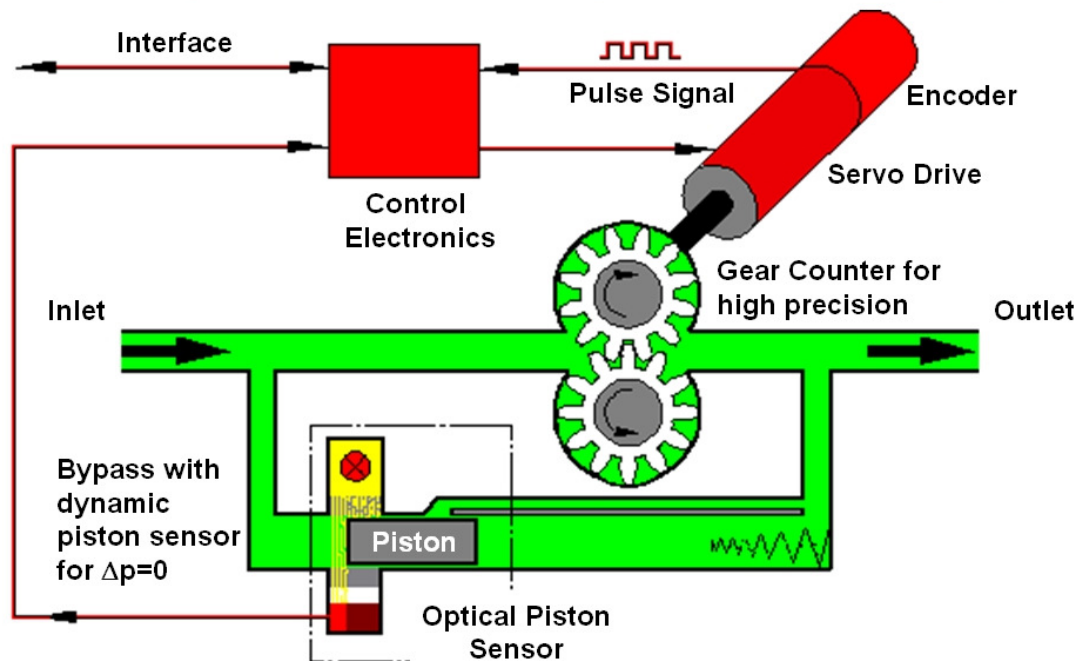 Interface
Pulse Signal
Encoder
Servo Drive
Control
Electronics
Gear Counter for
high precision
Inlet
Outlet
Bypass with
dynamic
piston sensor
for Δp=0
Piston
Optical Piston
Sensor